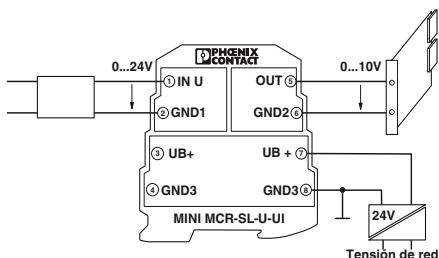 PHŒNIX
CONTACT
0...24V
1 IN U
OUT 5
0...10V
2 GND1
GND2 6
3 UB+
UB + 7
4 GND3
GND3 8
24V
MINI MCR-SL-U-UI
Tensión de red